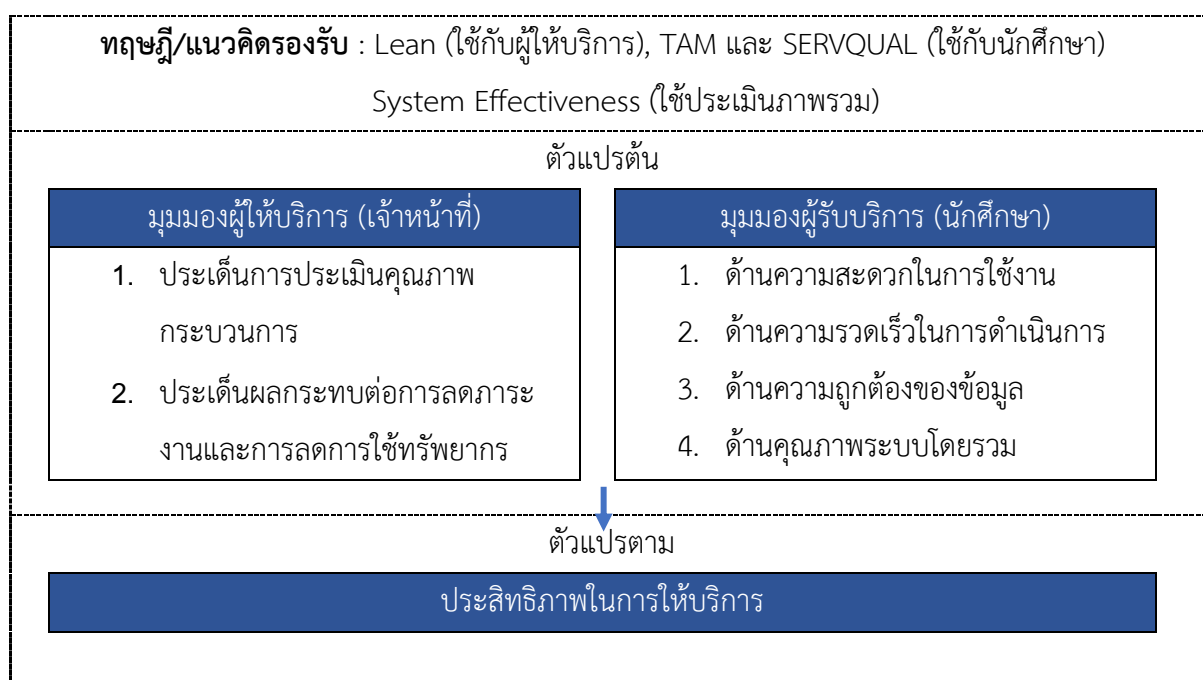 ทฤษฎี/แนวคิดรองรับ : Lean (ใช้กับผู้ให้บริการ), TAM และ SERVQUAL (ใช้กับนักศึกษา)
System Effectiveness (ใช้ประเมินภาพรวม)
ตัวแปรต้น
มุมมองผู้ให้บริการ (เจ้าหน้าที่)
1. ประเด็นการประเมินคุณภาพ
กระบวนการ
2. ประเด็นผลกระทบต่อการลดภาระ
งานและการลดการใช้ทรัพยากร
มุมมองผู้รับบริการ (นักศึกษา)
1. ด้านความสะดวกในการใช้งาน
2. ด้านความรวดเร็วในการดำเนินการ
3. ด้านความถูกต้องของข้อมูล
4. ด้านคุณภาพระบบโดยรวม
ตัวแปรตาม
ประสิทธิภาพในการให้บริการ